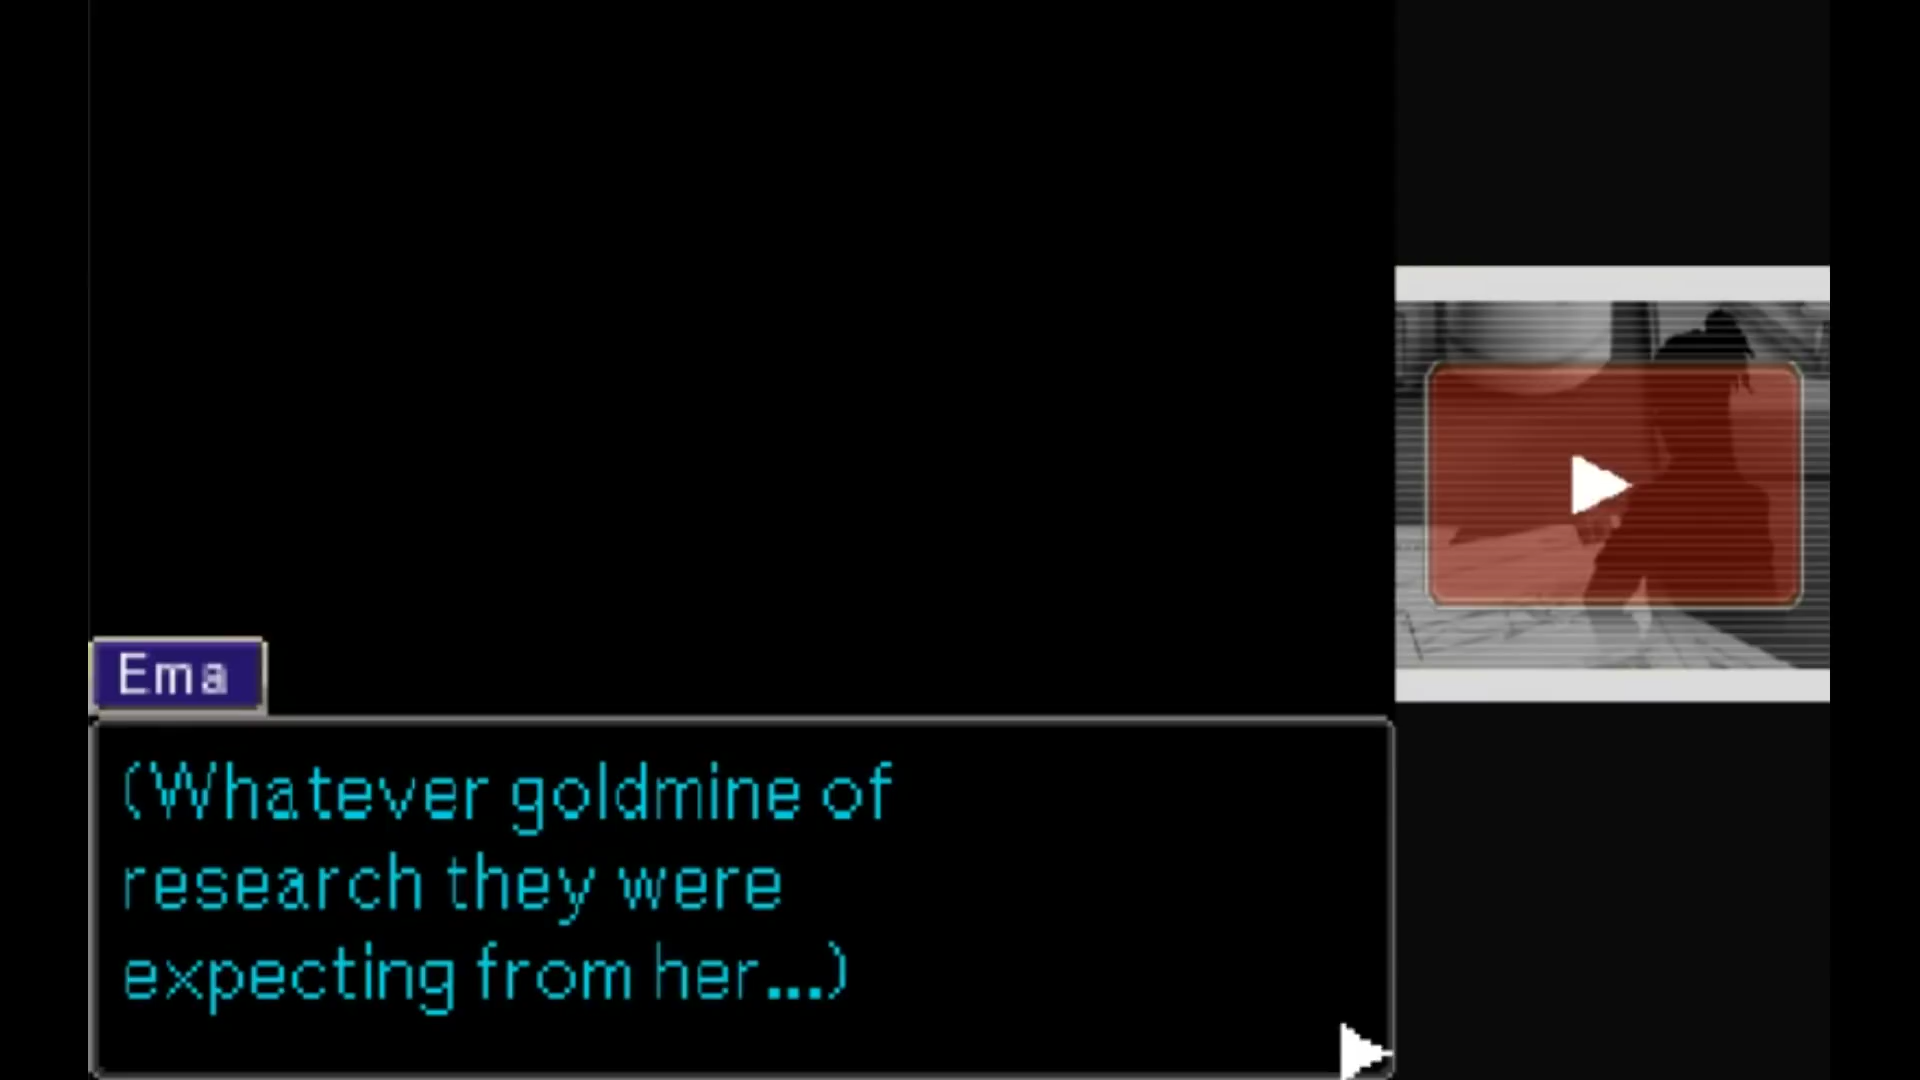 Ema
(Whatever goldmine of
research they were
expecting from her...)